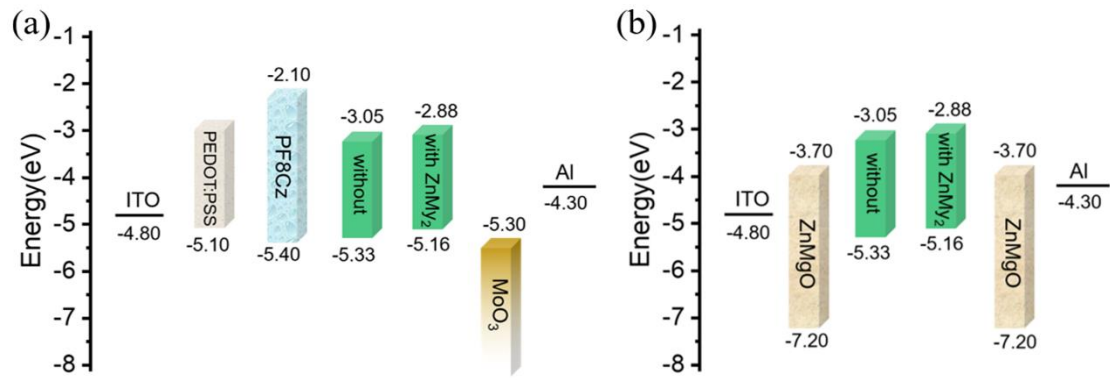 (a)
Energy(eV)
-1
-2
-3
-4
-5
-6
-7
-8
ITO
-4.80
PEDOT:PSS
-5.10
-2.10
PF8Cz
-5.40
-3.05
without
-5.33
-2.88
with ZnMy₂
-5.16
-5.30
MoO₃
Al
-4.30
(b)
Energy(eV)
-1
-2
-3
-4
-5
-6
-7
-8
ITO
-4.80
-3.70
ZnMgO
-7.20
-3.05
without
-5.33
-2.88
with ZnMy₂
-5.16
-3.70
ZnMgO
-7.20
Al
-4.30